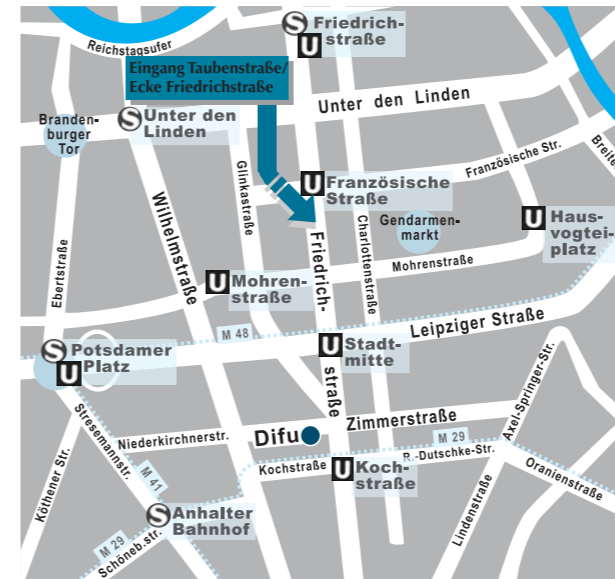 Reichstagsufer
S Friedrich-
U straße
Eingang Taubenstraße/
Ecke Friedrichstraße
Branden-
burger
Tor
S Unter den
Linden
Unter den Linden
Breite
Französische Str.
Glinkastraße
Wilhelmstraße
U Französische
Straße
Gendarmen-
markt
U Haus-
vogtei-
platz
Ebertstraße
Friedrich-
straße
Charlottenstraße
Mohrenstraße
U Mohren-
straße
M 48
Leipziger Straße
S Potsdamer
U Platz
U Stadt-
mitte
Axel-Springer-Str.
Stresemannstr.
Niederkirchnerstr.
Difu
Zimmerstraße
M 29
R.-Dutschke-Str.
Kochstraße
U Koch-
straße
Oranienstraße
Köthener Str.
M 41
S Anhalter
Bahnhof
Lindenstraße
M 29
Schöneb.str.